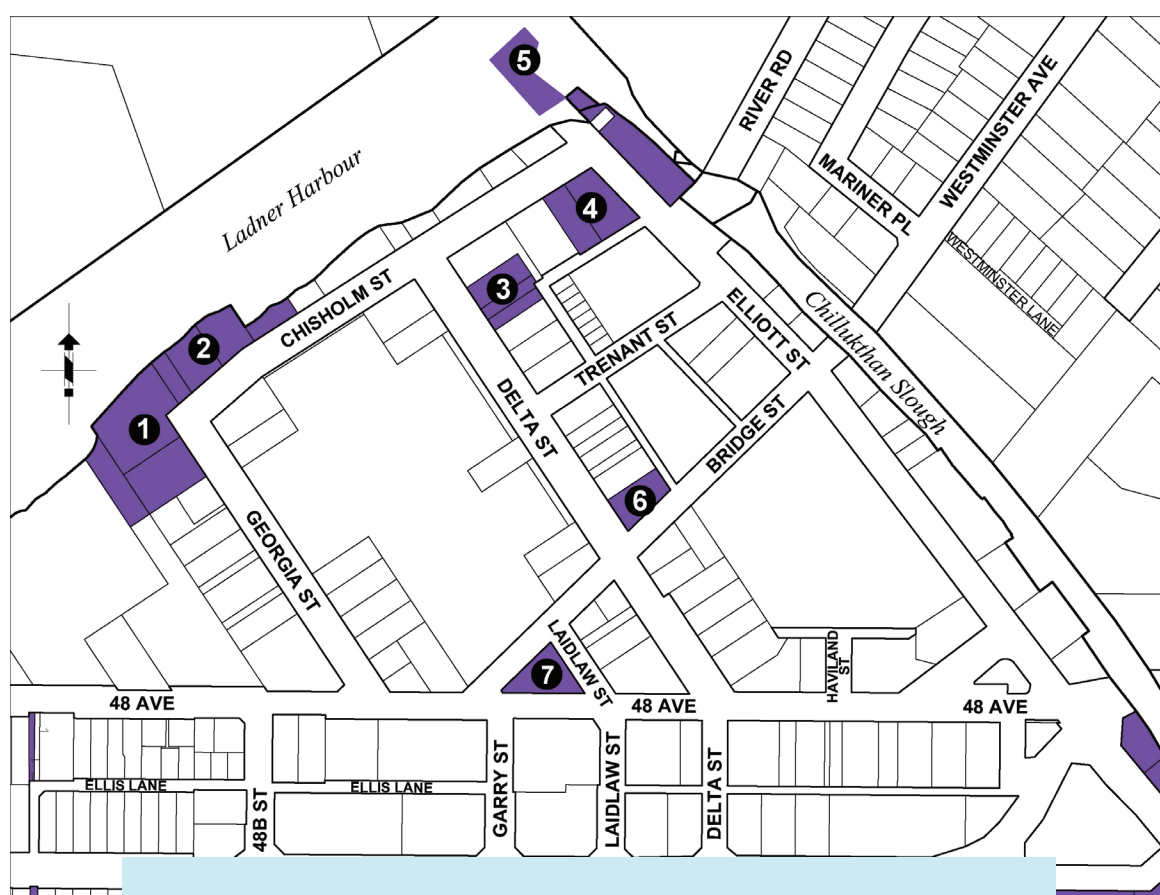 5
RIVER RD
WESTMINSTER AVE
MARINER PL
Ladner Harbour
4
WESTMINSTER LANE
3
CHISHOLM ST
ELLIOTT ST
Chillukthan Slough
2
TRENANT ST
DELTA ST
BRIDGE ST
1
6
GEORGIA ST
LAIDLAW ST
HAVILAND ST
7
48 AVE
48 AVE
48 AVE
ELLIS LANE
ELLIS LANE
48B ST
GARRY ST
LAIDLAW ST
DELTA ST